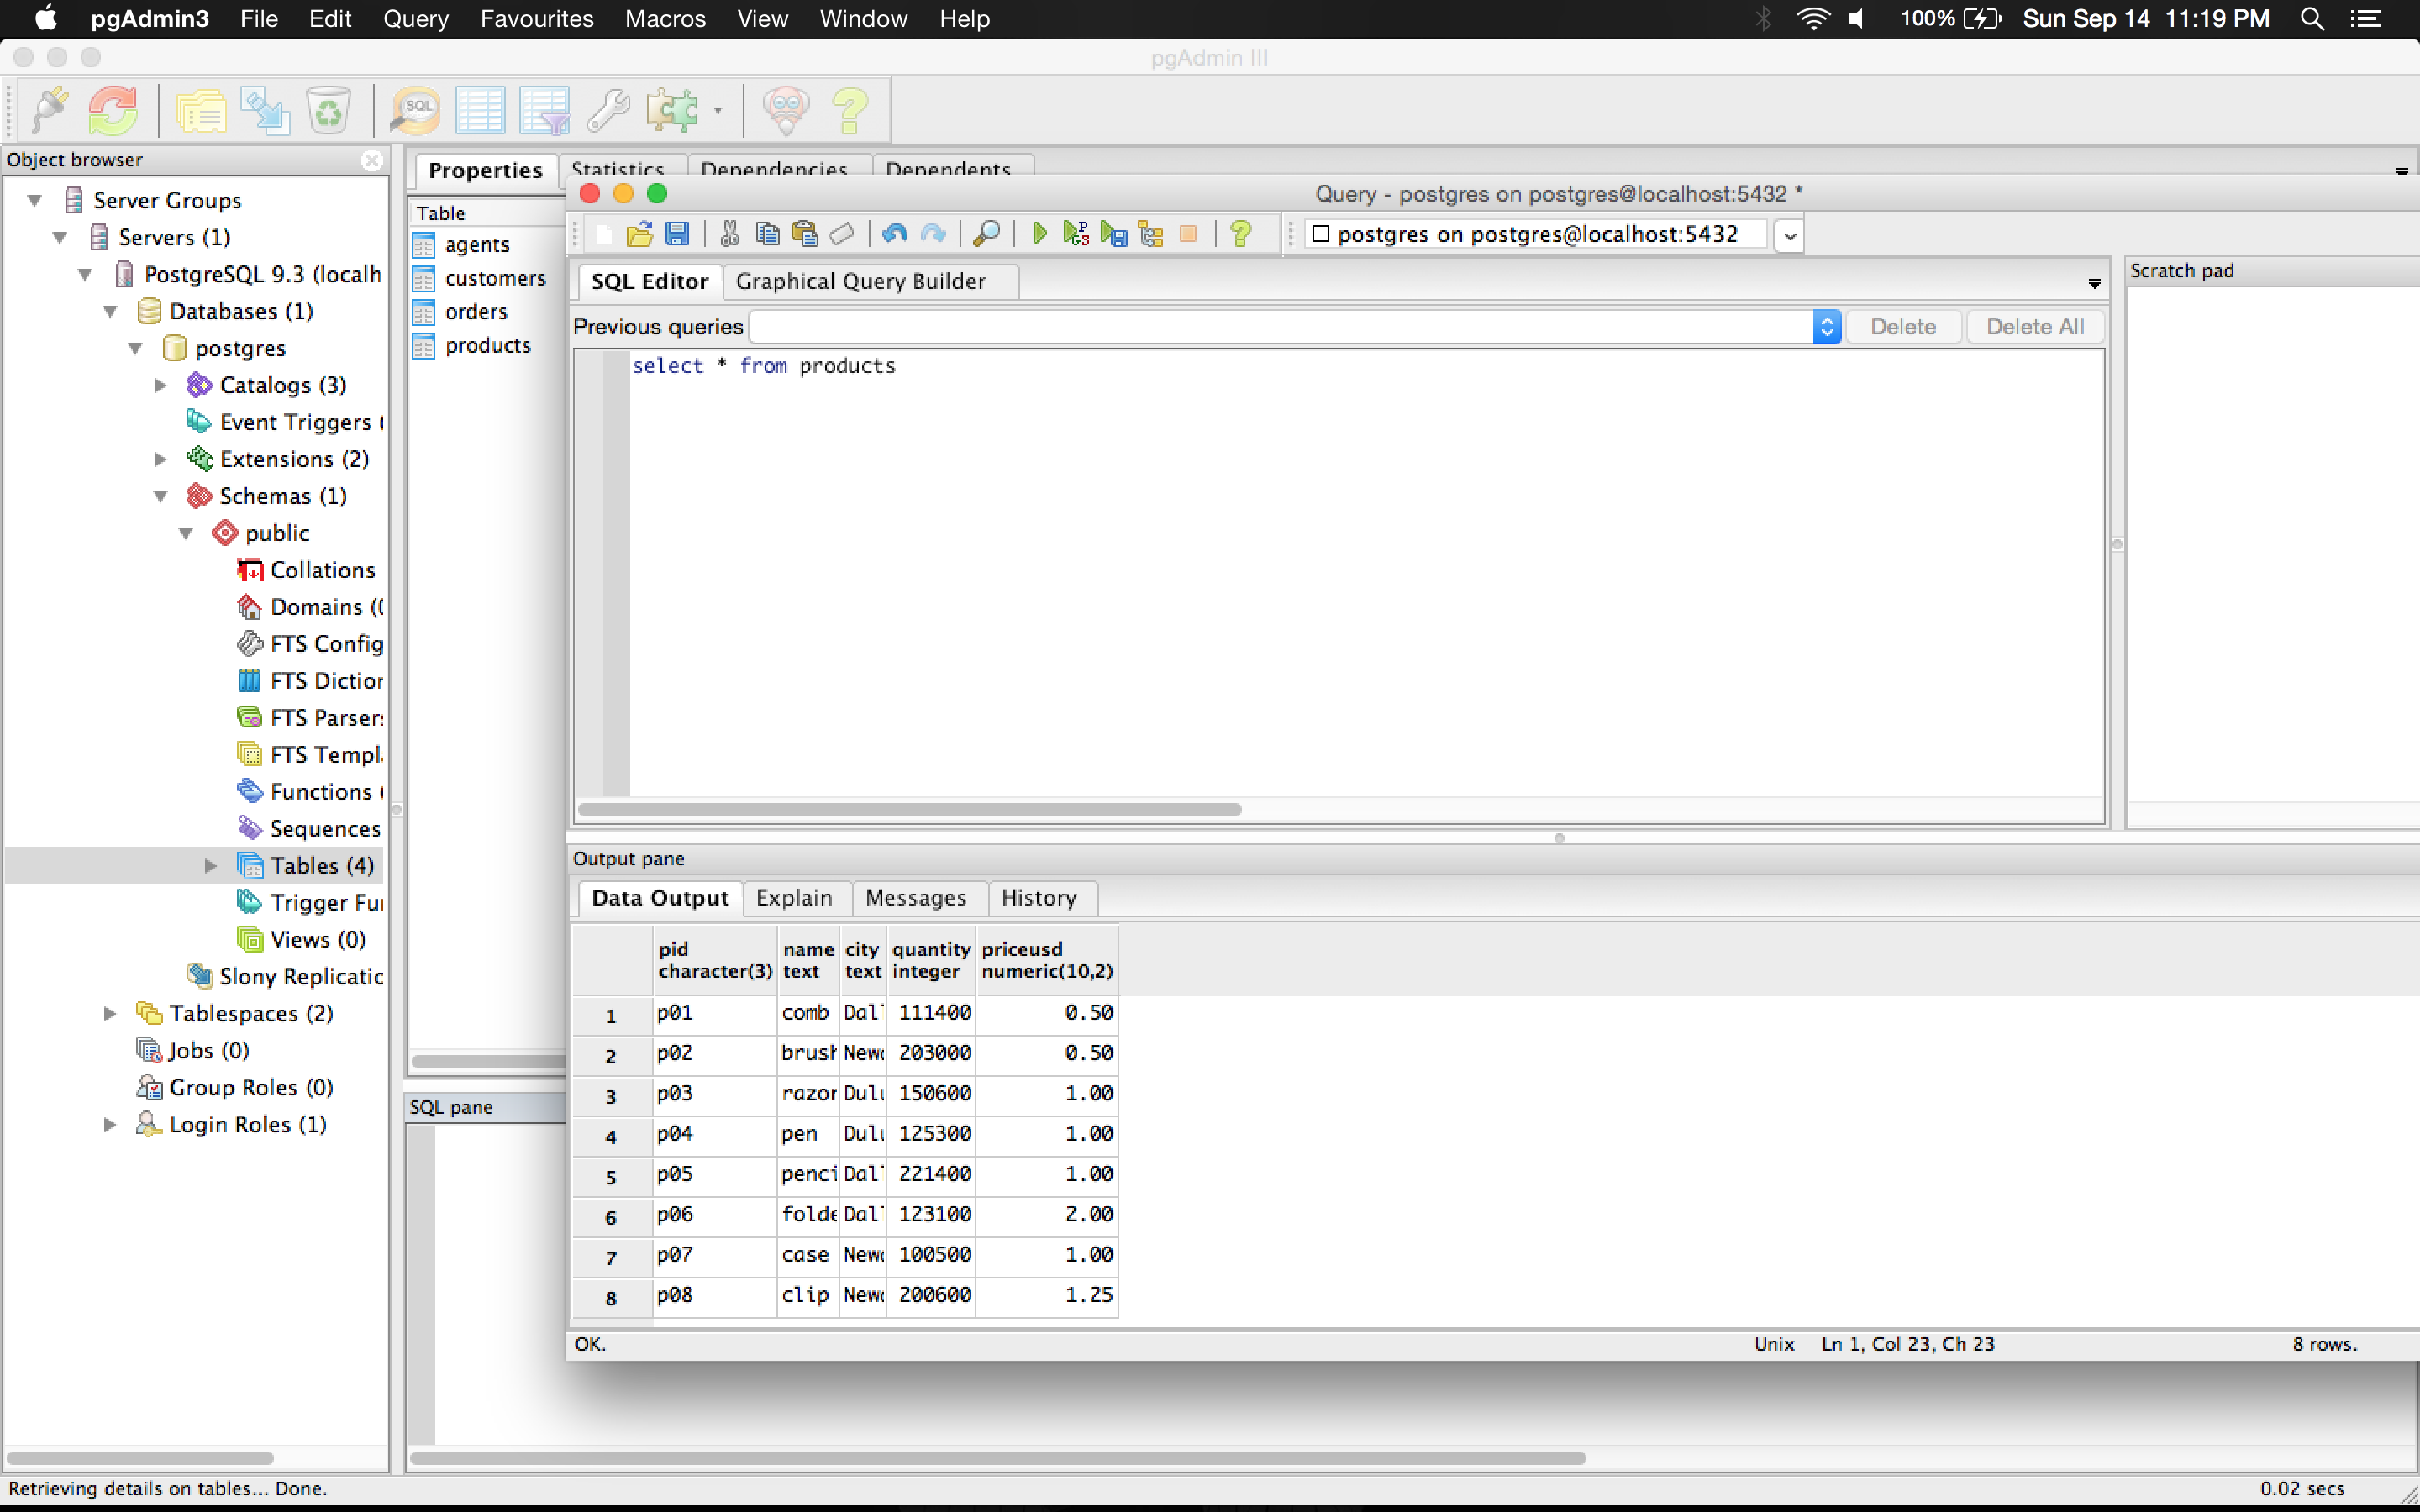 pgAdmin3 File Edit Query Favourites Macros View Window Help 100% Sun Sep 14 11:19 PM
pgAdmin III
SQL
Object browser
Server Groups
Servers (1)
PostgreSQL 9.3 (localh
Databases (1)
postgres
Catalogs (3)
Event Triggers (
Extensions (2)
Schemas (1)
public
Collations
Domains (0
FTS Config
FTS Diction
FTS Parsers
FTS Templ
Functions (
Sequences
Tables (4)
Trigger Fu
Views (0)
Slony Replicatio
Tablespaces (2)
Jobs (0)
Group Roles (0)
Login Roles (1)
Properties Statistics Dependencies Dependents
Table
agents
customers
orders
products
SQL pane
Query - postgres on postgres@localhost:5432 *
postgres on postgres@localhost:5432
SQL Editor Graphical Query Builder
Previous queries Delete Delete All
select * from products
Scratch pad
Output pane
Data Output Explain Messages History
pid name city quantity priceusd
character(3) text text integer numeric(10,2)
1 p01 comb Dal 111400 0.50
2 p02 brush Newa 203000 0.50
3 p03 razor Dulu 150600 1.00
4 p04 pen Dulu 125300 1.00
5 p05 penci Dal 221400 1.00
6 p06 folde Dal 123100 2.00
7 p07 case Newa 100500 1.00
8 p08 clip Newa 200600 1.25
OK. Unix Ln 1, Col 23, Ch 23 8 rows.
Retrieving details on tables... Done. 0.02 secs